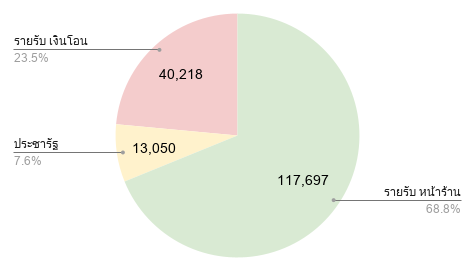 รายรับ เงินโอน
23.5%
40,218
ประชารัฐ
7.6%
13,050
117,697
รายรับ หน้าร้าน
68.8%